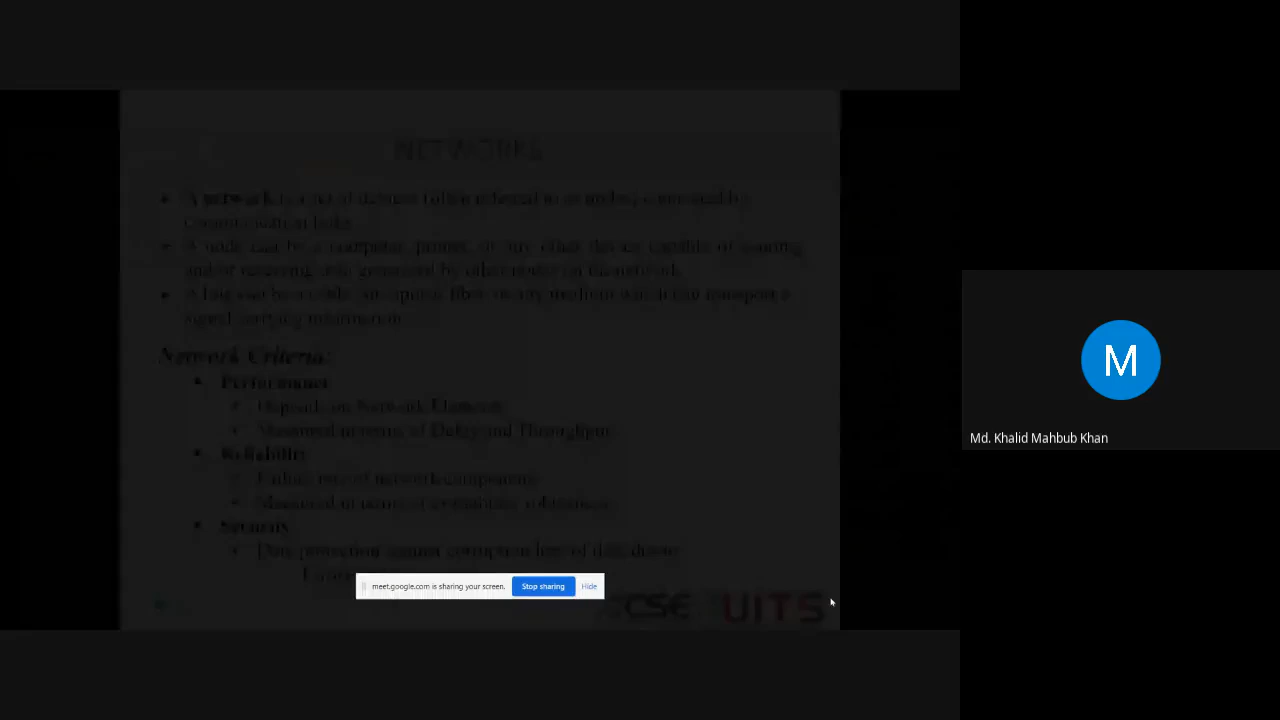 NETWORKS
A network is a set of devices (often referred to as nodes) connected by
communication links
A node can be a computer, printer, or any other device capable of sending
and/or receiving data generated by other nodes on the network
A link can be a cable, optical fiber, or any medium which can transport a
signal carrying information
Network Criteria:
Performance
Depends on Network Elements
Measured in terms of Delay and Throughput
Reliability
Failure rate of network components
Measured in terms of
Security
Data protection against corruption/loss of data due to
meet.google.com is sharing your screen. Stop sharing Hide
CSE UITS
M
Md. Khalid Mahbub Khan